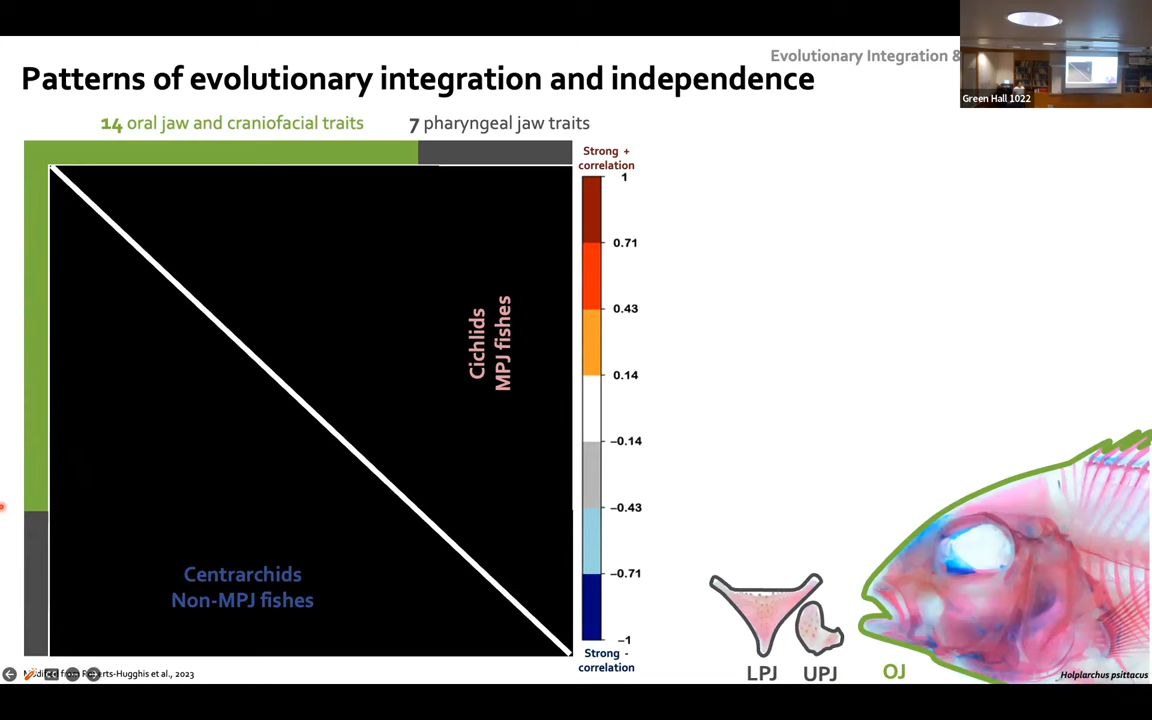 Evolutionary Integration &
Patterns of evolutionary integration and independence
Green Hall 1022
14 oral jaw and craniofacial traits
7 pharyngeal jaw traits
Strong +
correlation
1
0.71
0.43
0.14
−0.14
−0.43
−0.71
−1
Strong -
correlation
Cichlids
MPJ fishes
Centrarchids
Non-MPJ fishes
LPJ
UPJ
OJ
Holplarchus psittacus
from et al., 2023